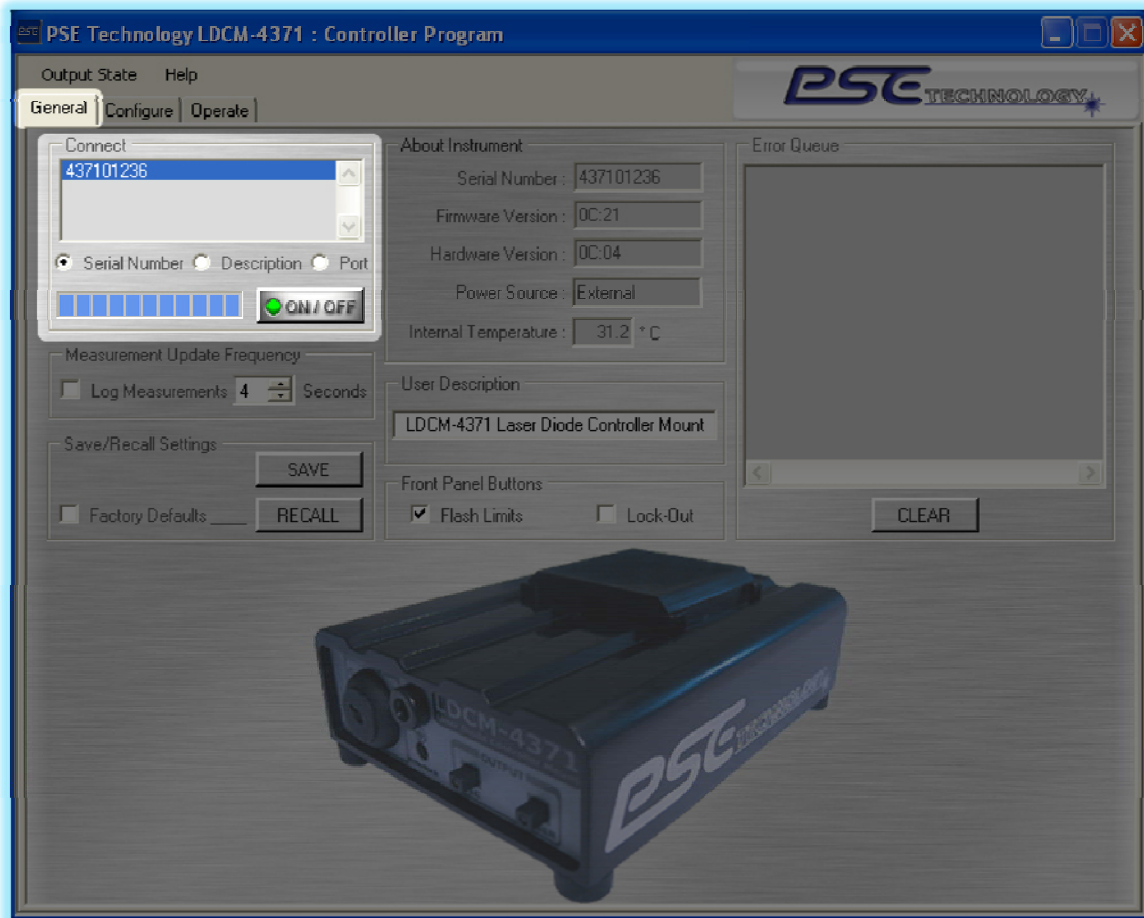 PSE Technology LDCM-4371 : Controller Program
Output State Help
PSE TECHNOLOGY
General Configure Operate
Connect
437101236
Serial Number Description Port
ON / OFF
Measurement Update Frequency
Log Measurements 4 Seconds
Save/Recall Settings
SAVE
Factory Defaults ____ RECALL
About Instrument
Serial Number : 437101236
Firmware Version : 0C:21
Hardware Version : 0C:04
Power Source : External
Internal Temperature : 31.2 ° C
User Description
LDCM-4371 Laser Diode Controller Mount
Front Panel Buttons
Flash Limits Lock-Out
Error Queue
CLEAR
LDCM-4371
OUTPUT
PSE TECHNOLOGY